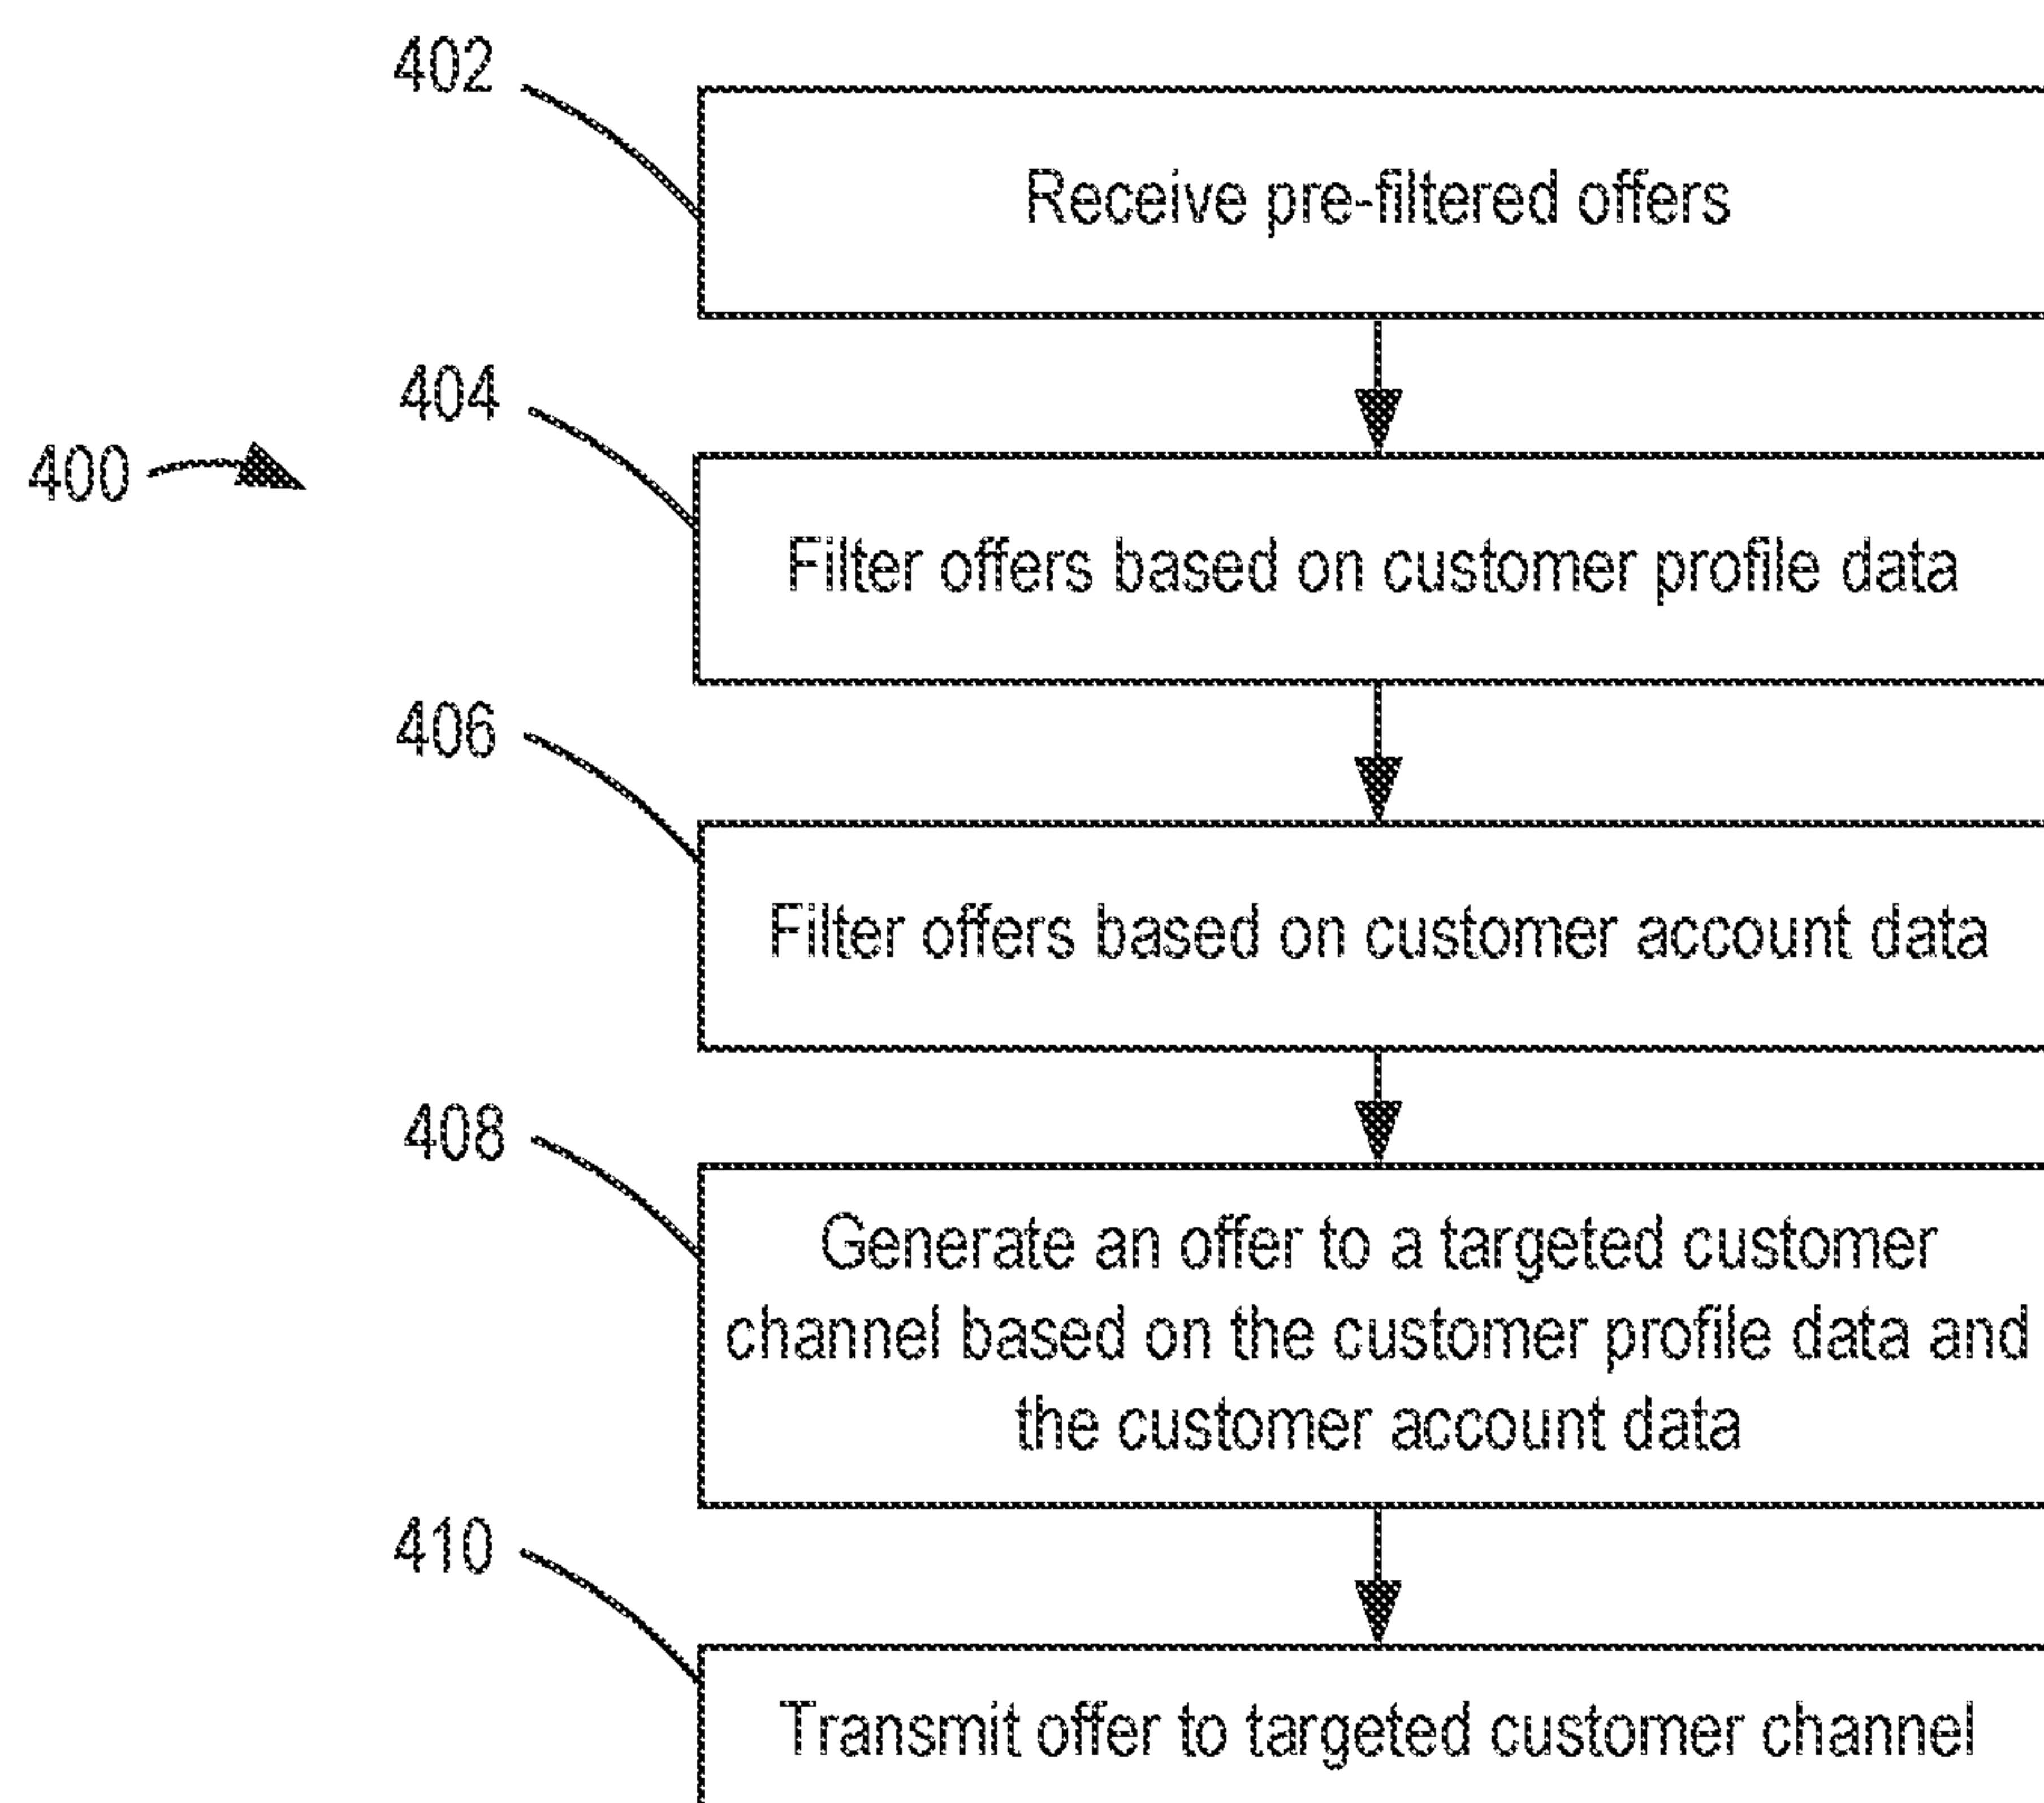 402
Receive pre-filtered offers
404
400
Filter offers based on customer profile data
406
Filter offers based on customer account data
408
Generate an offer to a targeted customer
channel based on the customer profile data and
the customer account data
410
Transmit offer to targeted customer channel